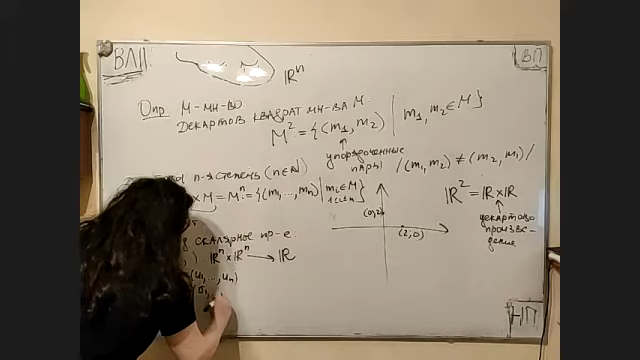 ВЛП
ВП
ℝⁿ
Опр M - мн-во
Декартов квадрат мн-ва M.
M² = {(m₁, m₂) | m₁, m₂ ∈ M}
упорядоченные
пары /(m₁, m₂) ≠ (m₂, m₁)/
n-я степень (n∈ℕ)
×M = Mⁿ := {(m₁, ..., mₙ) | mᵢ∈M
1≤i≤n}
(0,2)
(2,0)
ℝ² = ℝ×ℝ
декартово
произве-
дение
скалярное пр-е:
ℝⁿ×ℝⁿ → ℝ
(u₁, ..., uₙ)
(v₁,
НП